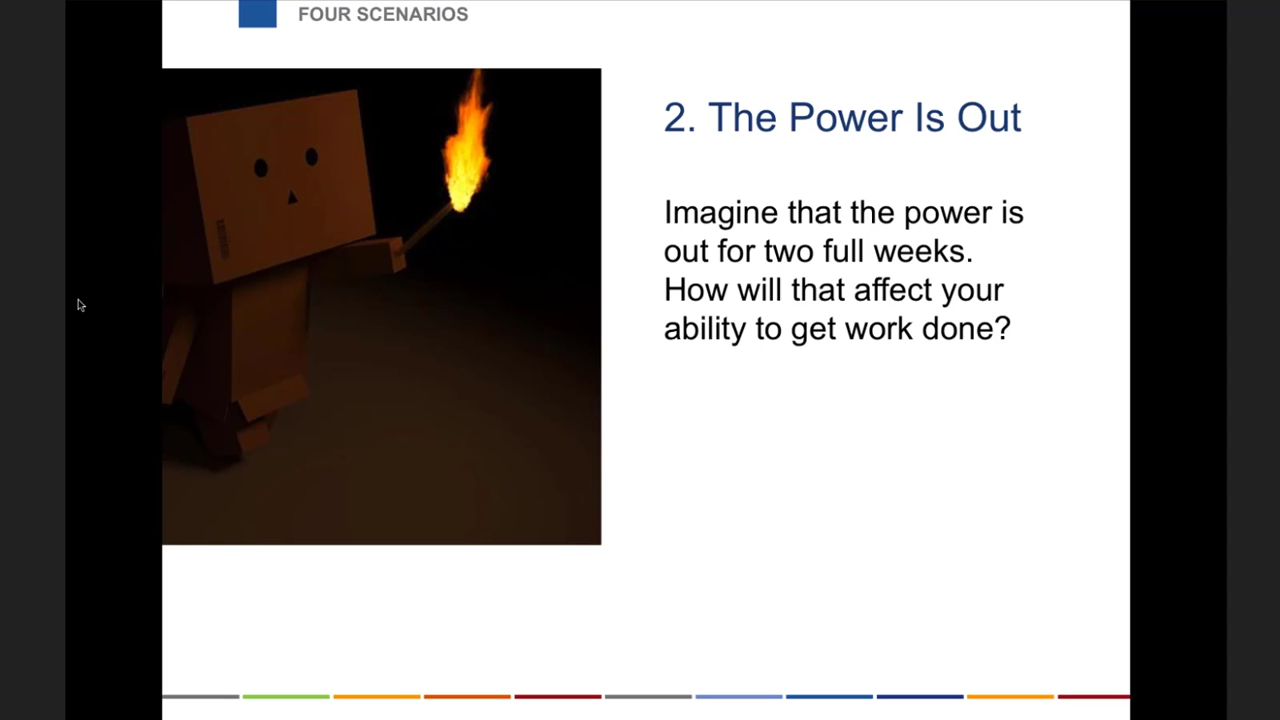 FOUR SCENARIOS
2. The Power Is Out
Imagine that the power is
out for two full weeks.
How will that affect your
ability to get work done?